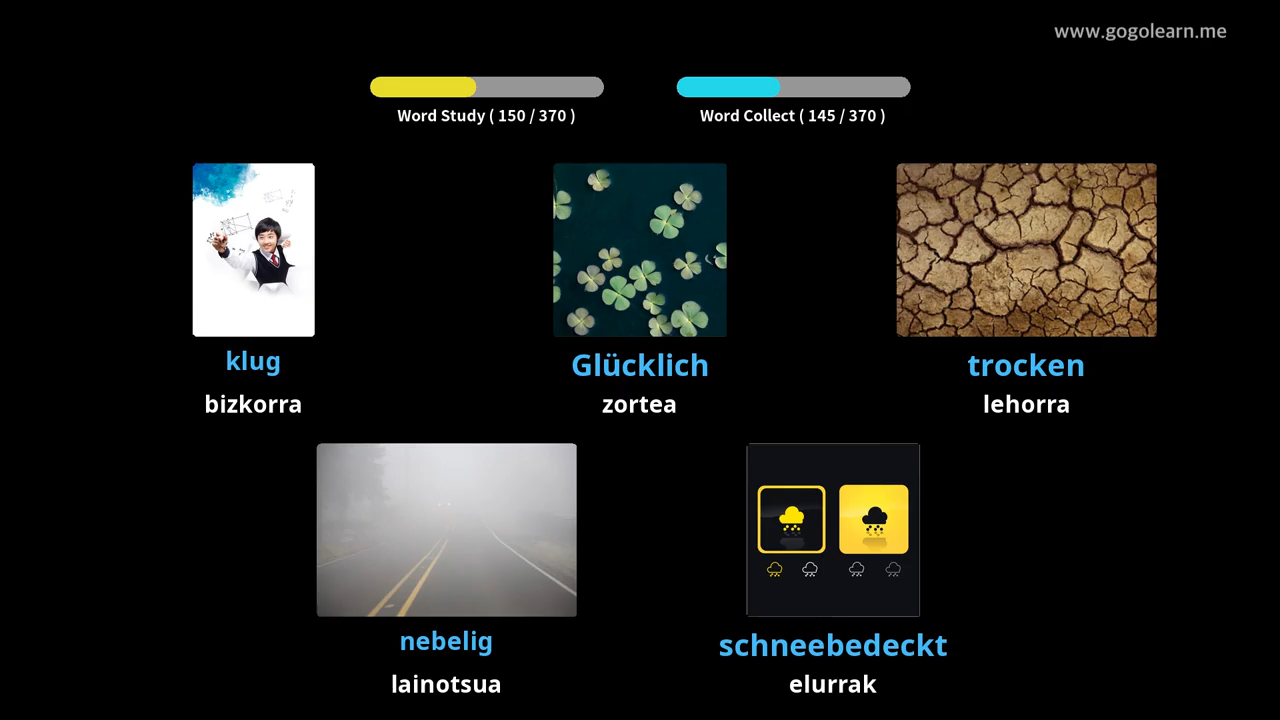 www.gogolearn.me
Word Study ( 150 / 370 )
Word Collect ( 145 / 370 )
klug
Glücklich
trocken
bizkorra
zortea
lehorra
nebelig
schneebedeckt
lainotsua
elurrak